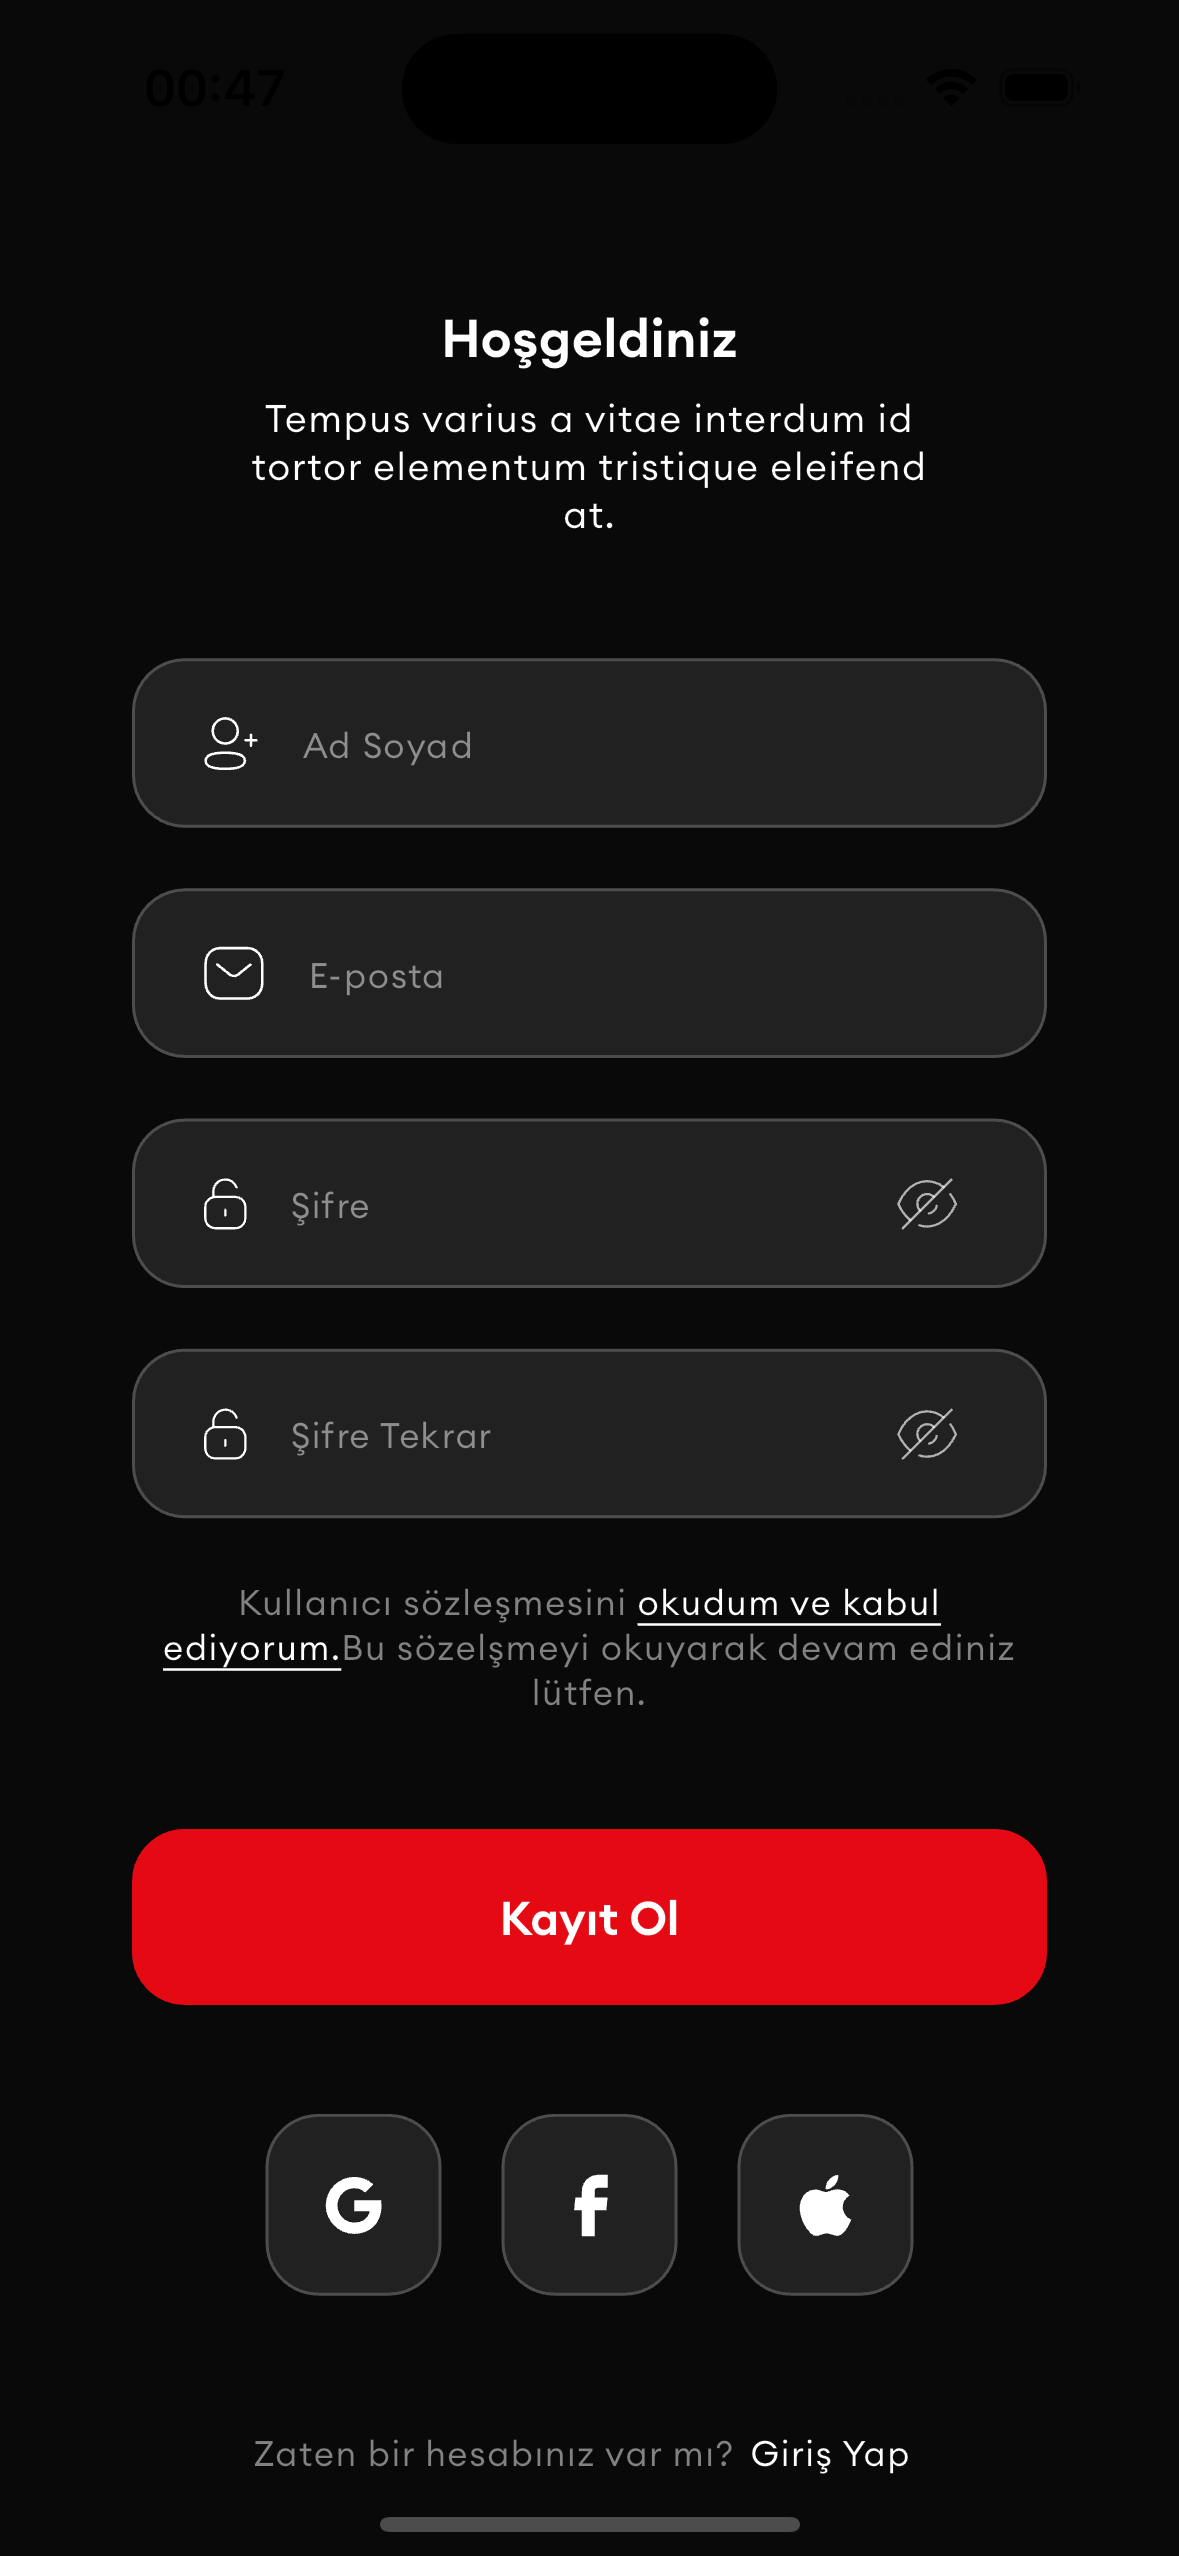 00:47
Hoşgeldiniz
Tempus varius a vitae interdum id
tortor elementum tristique eleifend
at.
Ad Soyad
E-posta
Şifre
Şifre Tekrar
Kullanıcı sözleşmesini okudum ve kabul
ediyorum.Bu sözelşmeyi okuyarak devam ediniz
lütfen.
Kayıt Ol
Zaten bir hesabınız var mı? Giriş Yap